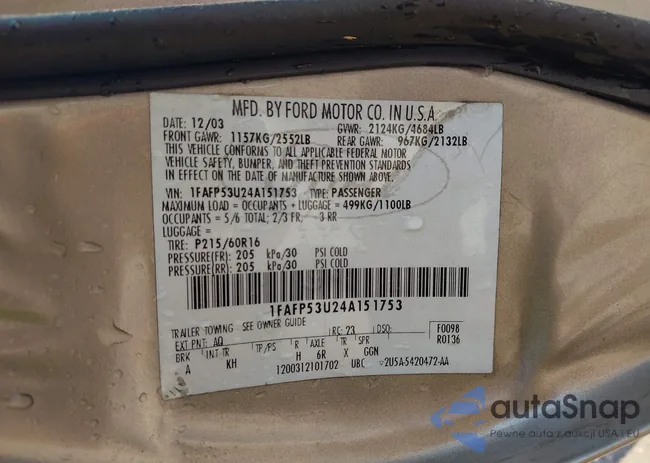 MFD. BY FORD MOTOR CO. IN U.S.A.
DATE: 12/03 GVWR: 2124KG/4684LB
FRONT GAWR: 1157KG/2552LB REAR GAWR: 967KG/2132LB
THIS VEHICLE CONFORMS TO ALL APPLICABLE FEDERAL MOTOR
VEHICLE SAFETY, BUMPER, AND THEFT PREVENTION STANDARDS
IN EFFECT ON THE DATE OF MANUFACTURE SHOWN ABOVE.
VIN: 1FAFP53U24A151753 TYPE: PASSENGER
MAXIMUM LOAD = OCCUPANTS + LUGGAGE = 499KG/1100LB
OCCUPANTS = 5/6 TOTAL; 2/3 FR, 3 RR
LUGGAGE =
TIRE: P215/60R16
PRESSURE(FR): 205 kPa/30 PSI COLD
PRESSURE(RR): 205 kPa/30 PSI COLD
1FAFP53U24A151753
TRAILER TOWING - SEE OWNER GUIDE
EXT PNT: AQ RC: 23 DSO: F0098
BRK INT TR TP/PS R AXLE TR SPR R0136
A KH H 6R X GGN
1200312101702 UBC 2U5A-5420472-AA
autaSnap
Pewne auta z aukcji USA i EU